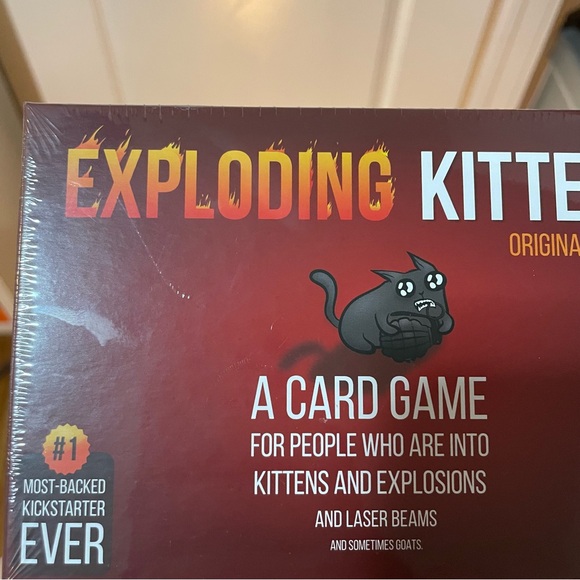 EXPLODING KITTE
ORIGINA
A CARD GAME
FOR PEOPLE WHO ARE INTO
KITTENS AND EXPLOSIONS
AND LASER BEAMS
AND SOMETIMES GOATS.
#1
MOST-BACKED
KICKSTARTER
EVER